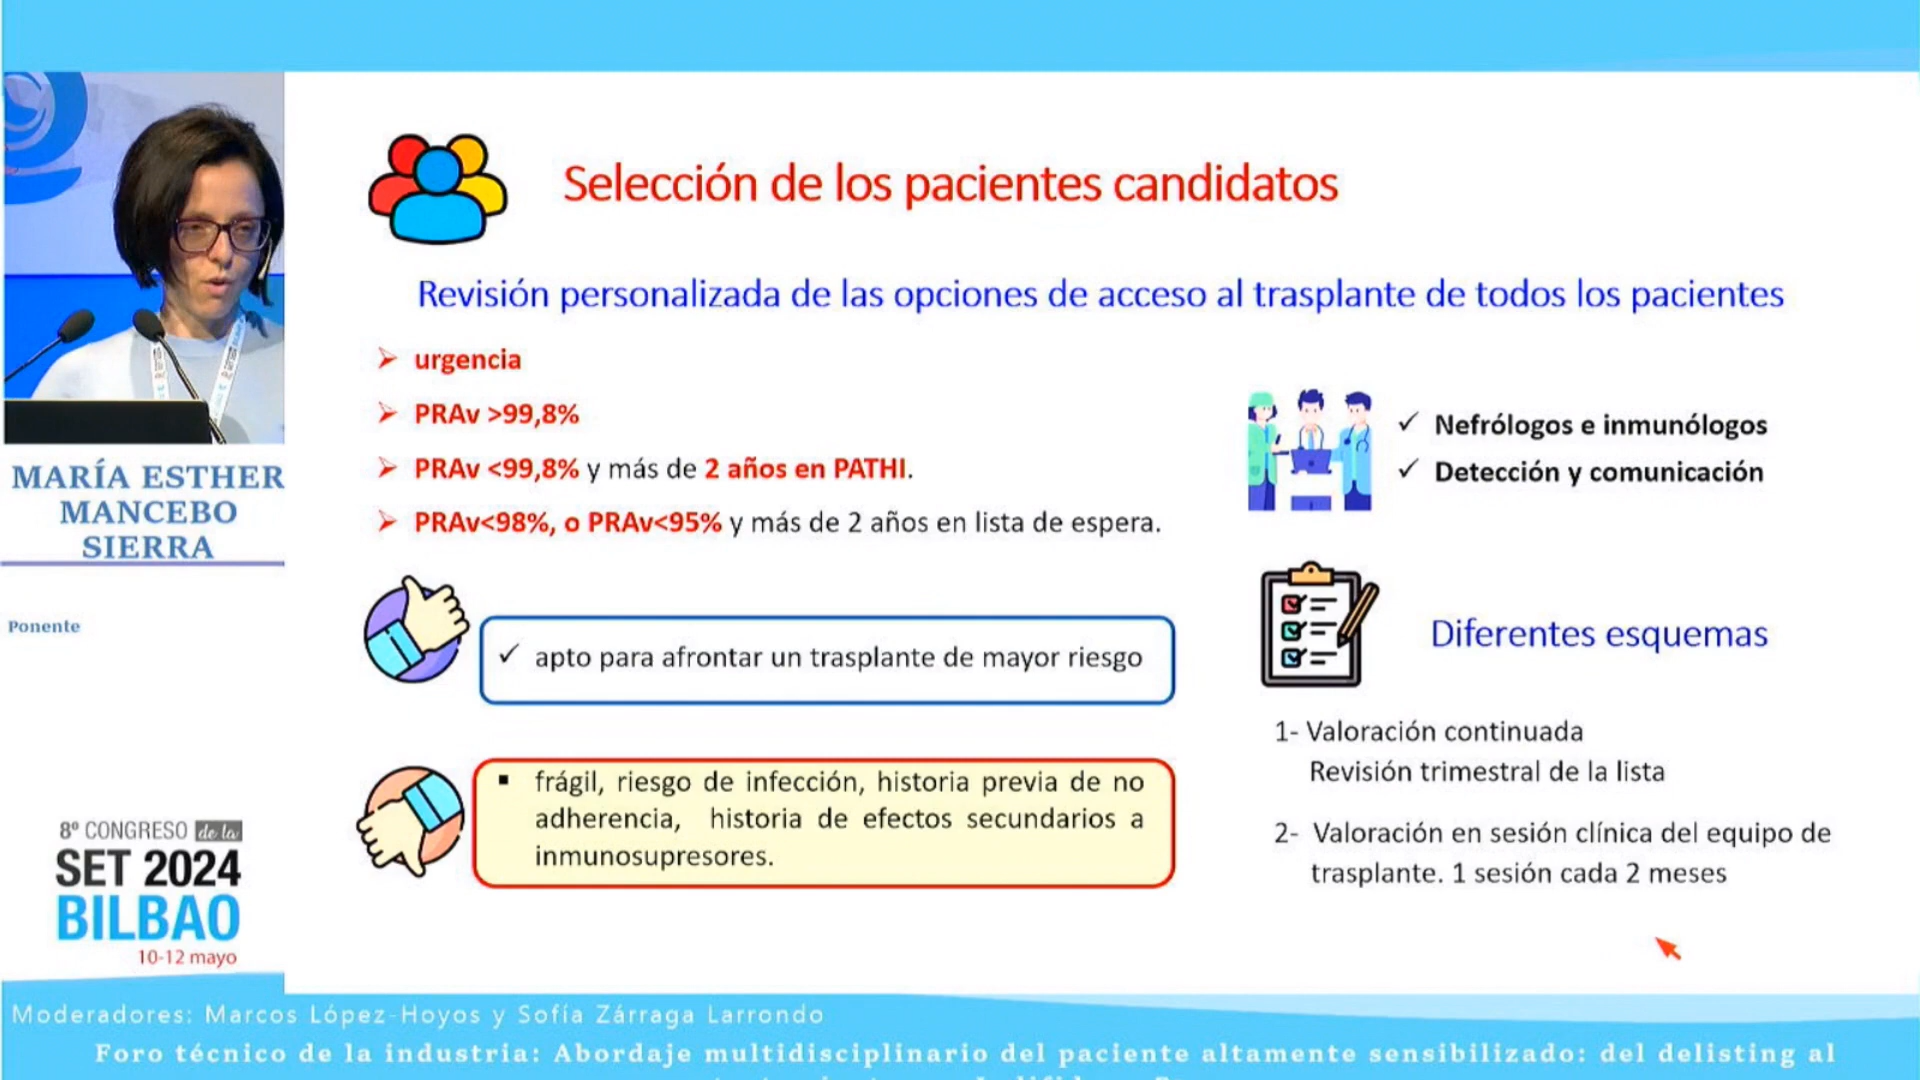 Selección de los pacientes candidatos
Revisión personalizada de las opciones de acceso al trasplante de todos los pacientes
➢ urgencia
➢ PRAv >99,8%
➢ PRAv <99,8% y más de 2 años en PATHI.
➢ PRAv<98%, o PRAv<95% y más de 2 años en lista de espera.
✓ Nefrólogos e inmunólogos
✓ Detección y comunicación
✓ apto para afrontar un trasplante de mayor riesgo
▪ frágil, riesgo de infección, historia previa de no
adherencia, historia de efectos secundarios a
inmunosupresores.
Diferentes esquemas
1- Valoración continuada
Revisión trimestral de la lista
2- Valoración en sesión clínica del equipo de
trasplante. 1 sesión cada 2 meses
MARÍA ESTHER
MANCEBO
SIERRA
Ponente
8º CONGRESO de la
SET 2024
BILBAO
10-12 mayo
Moderadores: Marcos López-Hoyos y Sofía Zárraga Larrondo
Foro técnico de la industria: Abordaje multidisciplinario del paciente altamente sensibilizado: del delisting al